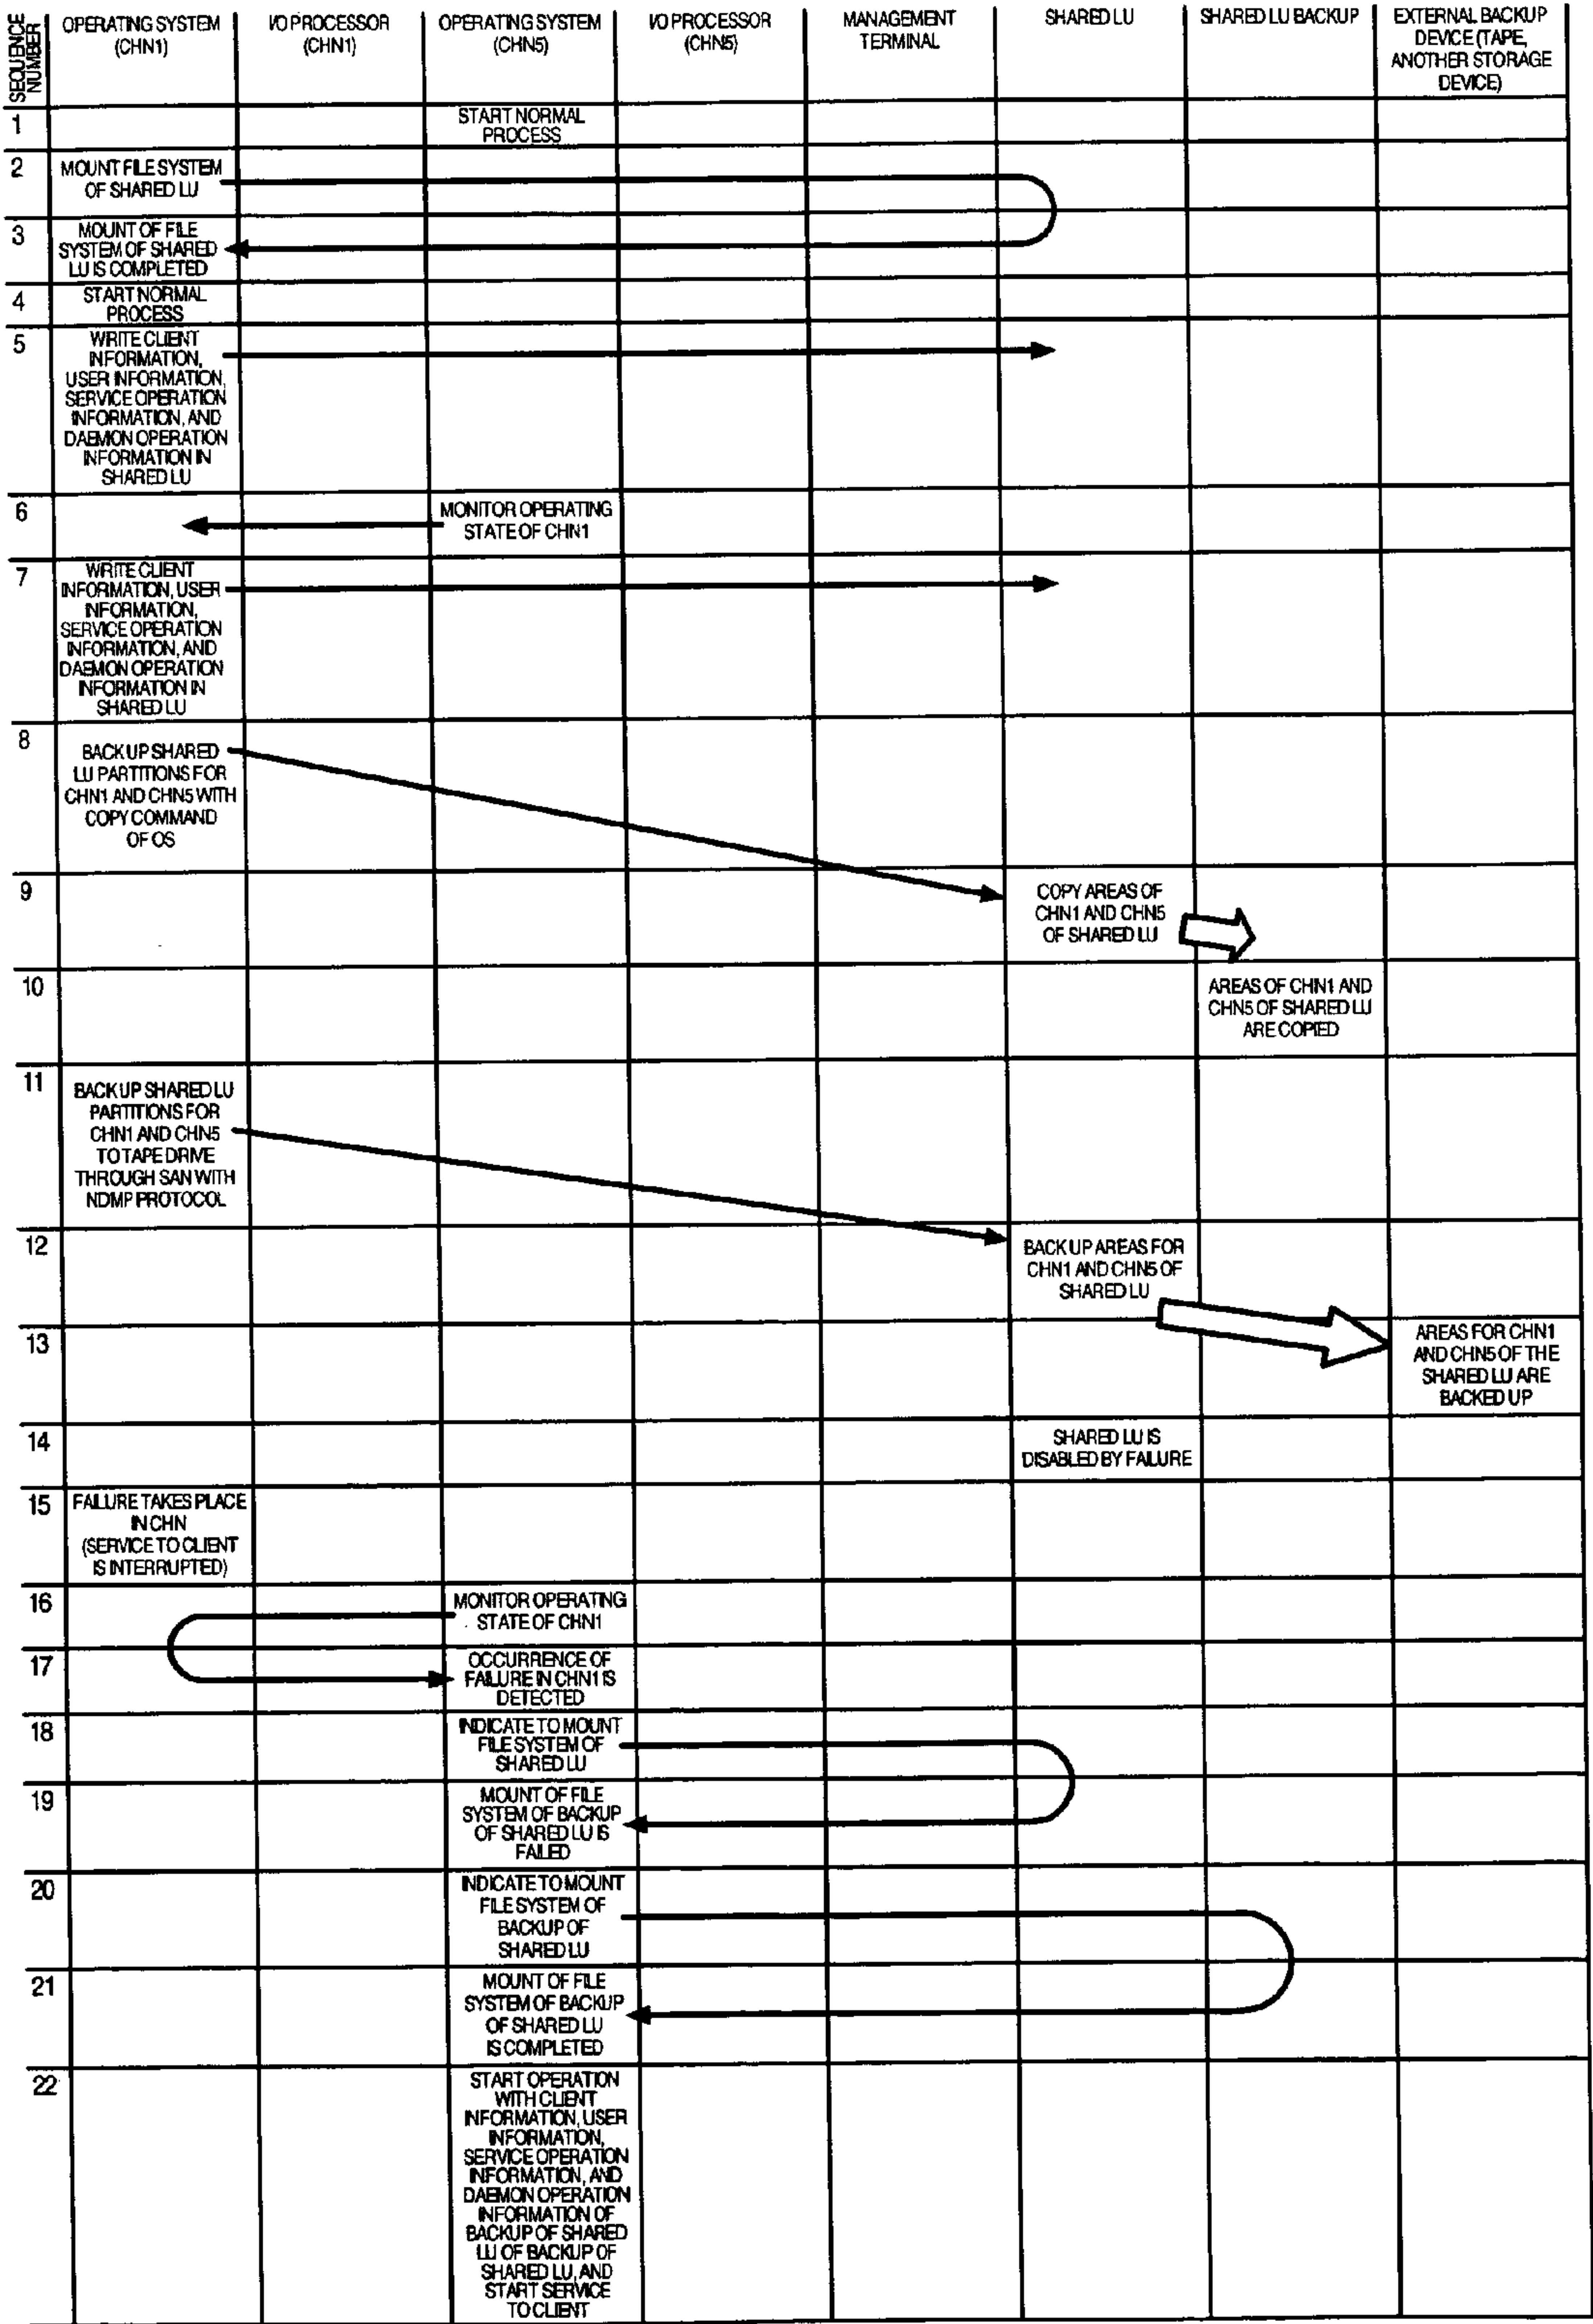 SEQUENCE
NUMBER
OPERATING SYSTEM
(CHN1)
I/O PROCESSOR
(CHN1)
OPERATING SYSTEM
(CHN5)
I/O PROCESSOR
(CHN5)
MANAGEMENT
TERMINAL
SHARED LU
SHARED LU BACKUP
EXTERNAL BACKUP
DEVICE (TAPE,
ANOTHER STORAGE
DEVICE)
1
START NORMAL
PROCESS
2
MOUNT FILE SYSTEM
OF SHARED LU
3
MOUNT OF FILE
SYSTEM OF SHARED
LU IS COMPLETED
4
START NORMAL
PROCESS
5
WRITE CLIENT
INFORMATION,
USER INFORMATION,
SERVICE OPERATION
INFORMATION, AND
DAEMON OPERATION
INFORMATION IN
SHARED LU
6
MONITOR OPERATING
STATE OF CHN1
7
WRITE CLIENT
INFORMATION, USER
INFORMATION,
SERVICE OPERATION
INFORMATION, AND
DAEMON OPERATION
INFORMATION IN
SHARED LU
8
BACK UP SHARED
LU PARTITIONS FOR
CHN1 AND CHN5 WITH
COPY COMMAND
OF OS
9
COPY AREAS OF
CHN1 AND CHN5
OF SHARED LU
10
AREAS OF CHN1 AND
CHN5 OF SHARED LU
ARE COPIED
11
BACK UP SHARED LU
PARTITIONS FOR
CHN1 AND CHN5
TO TAPE DRIVE
THROUGH SAN WITH
NDMP PROTOCOL
12
BACK UP AREAS FOR
CHN1 AND CHN5 OF
SHARED LU
13
AREAS FOR CHN1
AND CHN5 OF THE
SHARED LU ARE
BACKED UP
14
SHARED LU IS
DISABLED BY FAILURE
15
FAILURE TAKES PLACE
IN CHN
(SERVICE TO CLIENT
IS INTERRUPTED)
16
MONITOR OPERATING
STATE OF CHN1
17
OCCURRENCE OF
FAILURE IN CHN1 IS
DETECTED
18
INDICATE TO MOUNT
FILE SYSTEM OF
SHARED LU
19
MOUNT OF FILE
SYSTEM OF BACKUP
OF SHARED LU IS
FAILED
20
INDICATE TO MOUNT
FILE SYSTEM OF
BACKUP OF
SHARED LU
21
MOUNT OF FILE
SYSTEM OF BACKUP
OF SHARED LU
IS COMPLETED
22
START OPERATION
WITH CLIENT
INFORMATION, USER
INFORMATION,
SERVICE OPERATION
INFORMATION, AND
DAEMON OPERATION
INFORMATION OF
BACKUP OF SHARED
LU OF BACKUP OF
SHARED LU, AND
START SERVICE
TO CLIENT